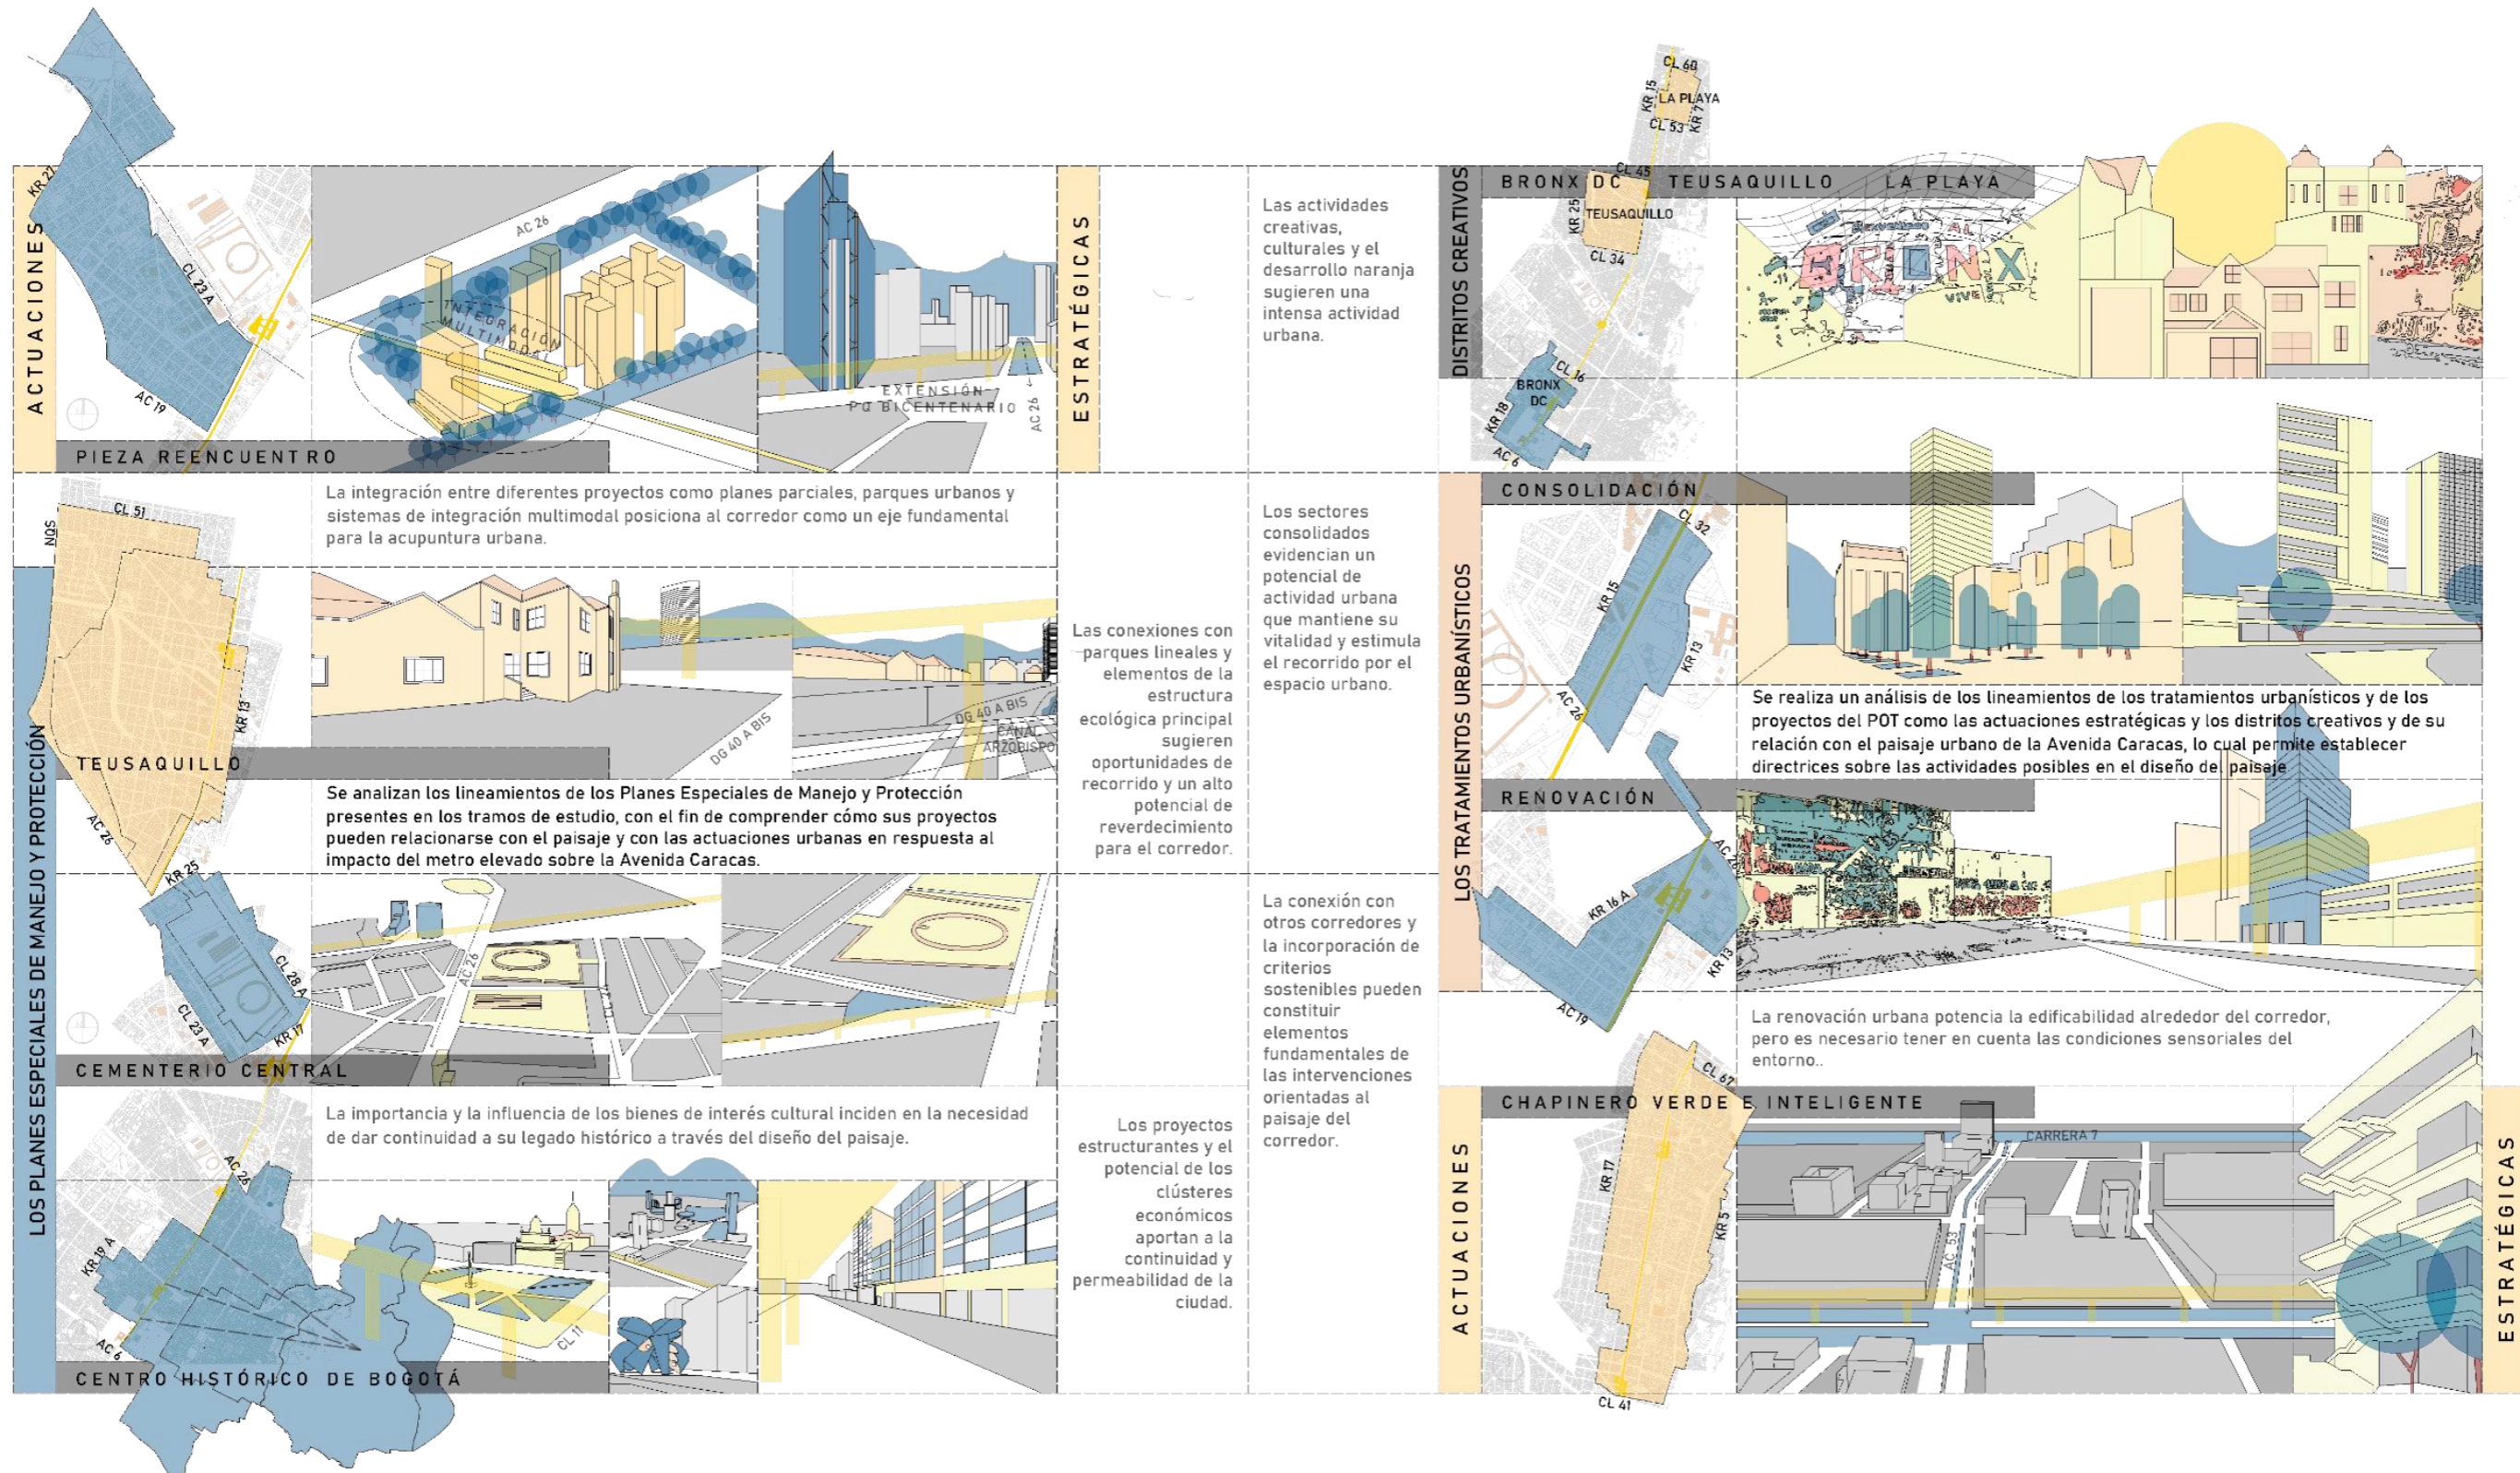 ACTUACIONES
KR 27
CL 23 A
AC 19
PIEZA REENCUENTRO
AC 26
INTEGRACIÓN
MULTIMODAL
EXTENSIÓN
PQ BICENTENARIO
AC 26
ESTRATÉGICAS
La integración entre diferentes proyectos como planes parciales, parques urbanos y
sistemas de integración multimodal posiciona al corredor como un eje fundamental
para la acupuntura urbana.
LOS PLANES ESPECIALES DE MANEJO Y PROTECCIÓN
CL 51
NQS
KR 13
AC 26
TEUSAQUILLO
DG 40 A BIS
DG 40 A BIS
CANAL
ARZOBISPO
Se analizan los lineamientos de los Planes Especiales de Manejo y Protección
presentes en los tramos de estudio, con el fin de comprender cómo sus proyectos
pueden relacionarse con el paisaje y con las actuaciones urbanas en respuesta al
impacto del metro elevado sobre la Avenida Caracas.
KR 25
CL 28 A
CL 23 A
KR 17
CEMENTERIO CENTRAL
AC 26
La importancia y la influencia de los bienes de interés cultural inciden en la necesidad
de dar continuidad a su legado histórico a través del diseño del paisaje.
AC 26
KR 19 A
AC 6
CENTRO HISTÓRICO DE BOGOTÁ
CL 11
Las conexiones con
parques lineales y
elementos de la
estructura
ecológica principal
sugieren
oportunidades de
recorrido y un alto
potencial de
reverdecimiento
para el corredor.
Los proyectos
estructurantes y el
potencial de los
clústeres
económicos
aportan a la
continuidad y
permeabilidad de la
ciudad.
Las actividades
creativas,
culturales y el
desarrollo naranja
sugieren una
intensa actividad
urbana.
Los sectores
consolidados
evidencian un
potencial de
actividad urbana
que mantiene su
vitalidad y estimula
el recorrido por el
espacio urbano.
La conexión con
otros corredores y
la incorporación de
criterios
sostenibles pueden
constituir
elementos
fundamentales de
las intervenciones
orientadas al
paisaje del
corredor.
DISTRITOS CREATIVOS
BRONX DC TEUSAQUILLO LA PLAYA
CL 60
KR 15
LA PLAYA
KR 7
CL 53
CL 45
KR 25
TEUSAQUILLO
CL 34
CL 16
BRONX
DC
KR 18
AC 6
AL
BRONX
VIVE
LOS TRATAMIENTOS URBANÍSTICOS
CONSOLIDACIÓN
CL 32
KR 15
KR 13
AC 26
Se realiza un análisis de los lineamientos de los tratamientos urbanísticos y de los
proyectos del POT como las actuaciones estratégicas y los distritos creativos y de su
relación con el paisaje urbano de la Avenida Caracas, lo cual permite establecer
directrices sobre las actividades posibles en el diseño del paisaje
RENOVACIÓN
AC 26
KR 16 A
KR 13
AC 19
La renovación urbana potencia la edificabilidad alrededor del corredor,
pero es necesario tener en cuenta las condiciones sensoriales del
entorno..
ACTUACIONES
CHAPINERO VERDE E INTELIGENTE
CL 67
KR 17
KR 5
CL 41
CARRERA 7
AC 53
ESTRATÉGICAS